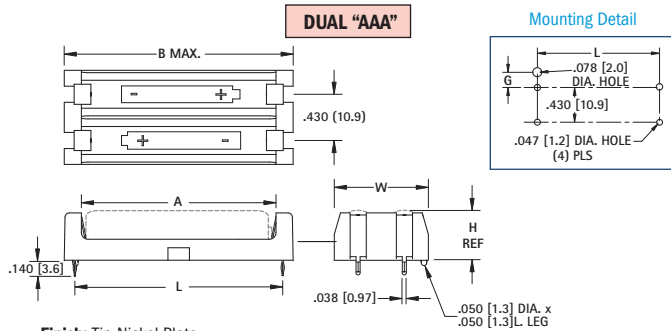 DUAL “AAA”
Mounting Detail
B MAX.
- +
+ -
.430 (10.9)
L
G
.078 [2.0]
DIA. HOLE
.430 [10.9]
.047 [1.2] DIA. HOLE
(4) PLS
A
W
H
REF
.140 [3.6]
L
.038 [0.97]
.050 [1.3] DIA. x
.050 [1.3]L. LEG